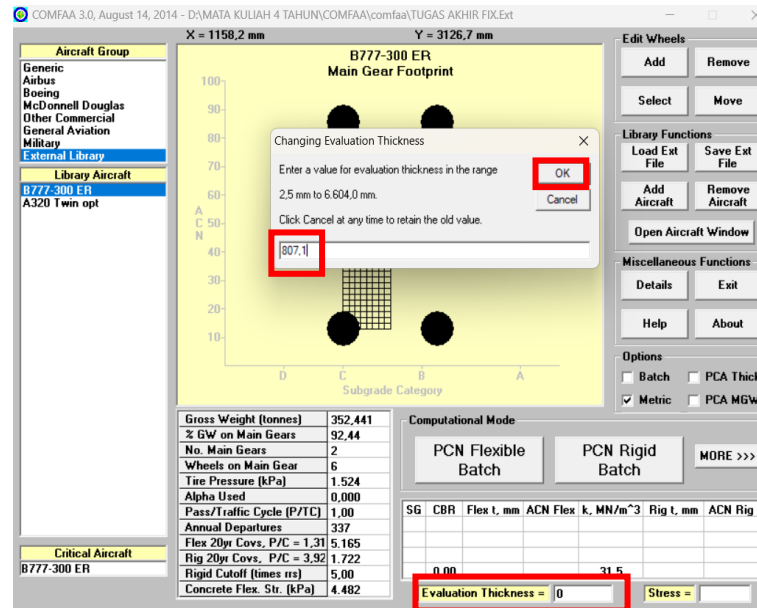 COMFAA 3.0, August 14, 2014 - D:\MATA KULIAH 4 TAHUN\COMFAA\comfaa\TUGAS AKHIR FIX.Ext
Aircraft Group
Generic
Airbus
Boeing
McDonnell Douglas
Other Commercial
General Aviation
Military
External Library
Library Aircraft
B777-300 ER
A320 Twin opt
Critical Aircraft
B777-300 ER
X = 1158,2 mm
Y = 3126,7 mm
B777-300 ER
Main Gear Footprint
100
90
80
70
60
50
40
30
20
10
A
C
N
D
C
B
A
Subgrade Category
Changing Evaluation Thickness
Enter a value for evaluation thickness in the range
2,5 mm to 6.604,0 mm.
Click Cancel at any time to retain the old value.
OK
Cancel
807,1
Gross Weight (tonnes) 352,441
% GW on Main Gears 92,44
No. Main Gears 2
Wheels on Main Gear 6
Tire Pressure (kPa) 1.524
Alpha Used 0,000
Pass/Traffic Cycle (P/TC) 1,00
Annual Departures 337
Flex 20yr Covs, P/C = 1,31 5.165
Rig 20yr Covs, P/C = 3,92 1.722
Rigid Cutoff (times rrs) 5,00
Concrete Flex. Str. (kPa) 4.482
Computational Mode
PCN Flexible
Batch
PCN Rigid
Batch
MORE >>>
SG CBR Flex t, mm ACN Flex k, MN/m^3 Rig t, mm ACN Rig
0,00 31,5
Evaluation Thickness = 0
Stress =
Edit Wheels
Add
Remove
Select
Move
Library Functions
Load Ext
File
Save Ext
File
Add
Aircraft
Remove
Aircraft
Open Aircraft Window
Miscellaneous Functions
Details
Exit
Help
About
Options
Batch
PCA Thick
Metric
PCA MGW